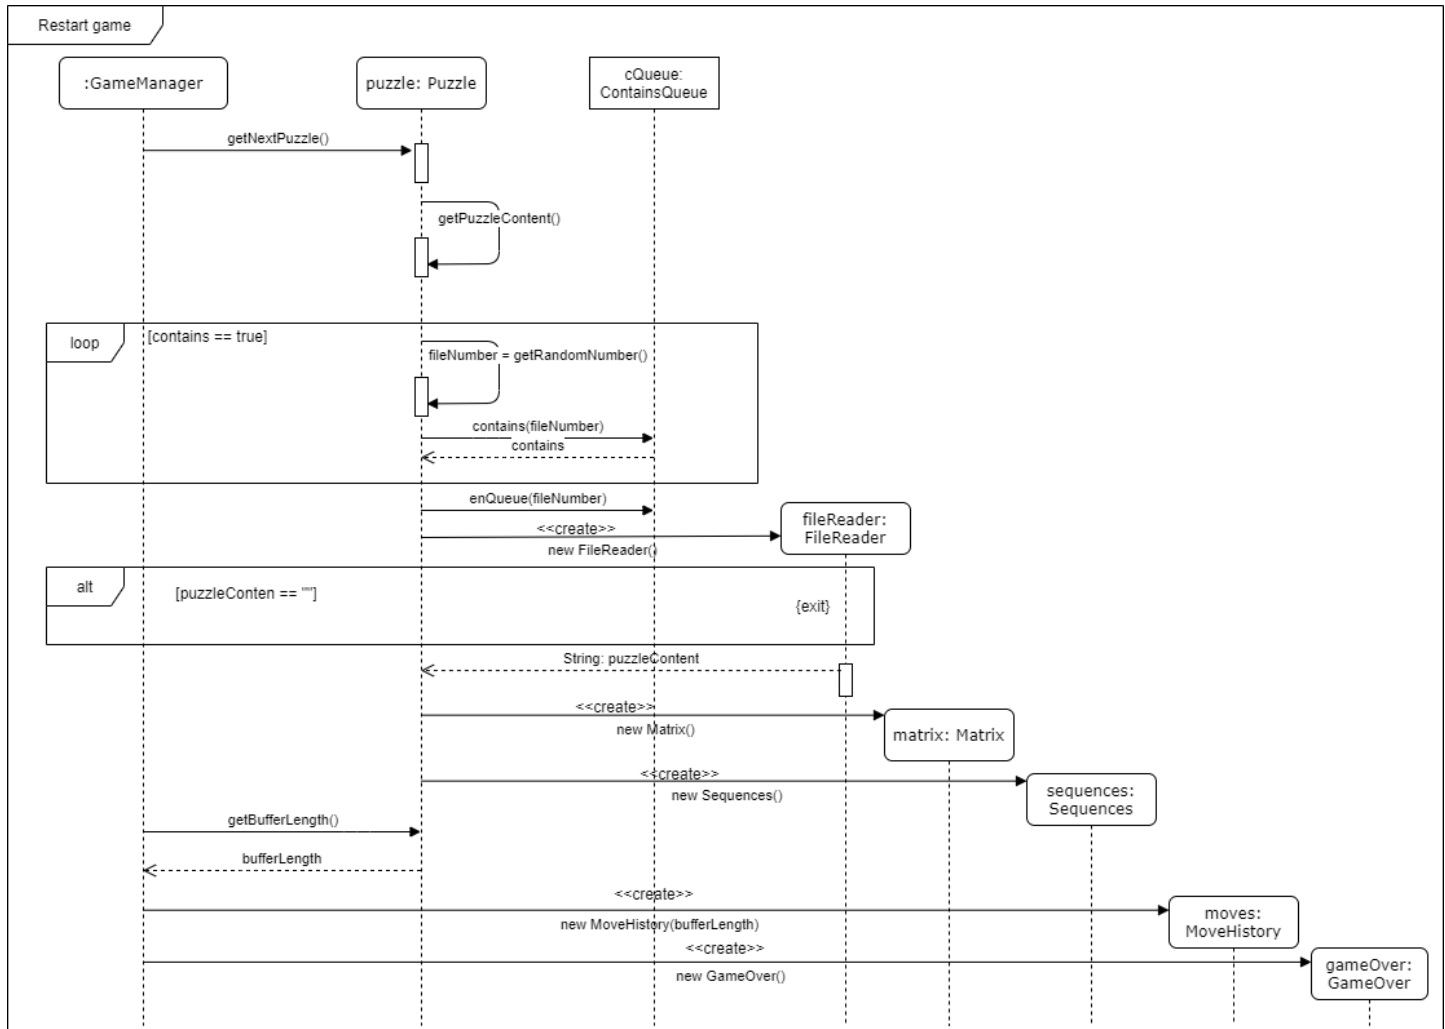 Restart game
:GameManager
puzzle: Puzzle
cQueue:
ContainsQueue
getNextPuzzle()
getPuzzleContent()
loop
[contains == true]
fileNumber = getRandomNumber()
contains(fileNumber)
contains
enQueue(fileNumber)
<<create>>
new FileReader()
fileReader:
FileReader
alt
[puzzleConten == ""]
{exit}
String: puzzleContent
<<create>>
new Matrix()
matrix: Matrix
<<create>>
new Sequences()
sequences:
Sequences
getBufferLength()
bufferLength
<<create>>
new MoveHistory(bufferLength)
moves:
MoveHistory
<<create>>
new GameOver()
gameOver:
GameOver